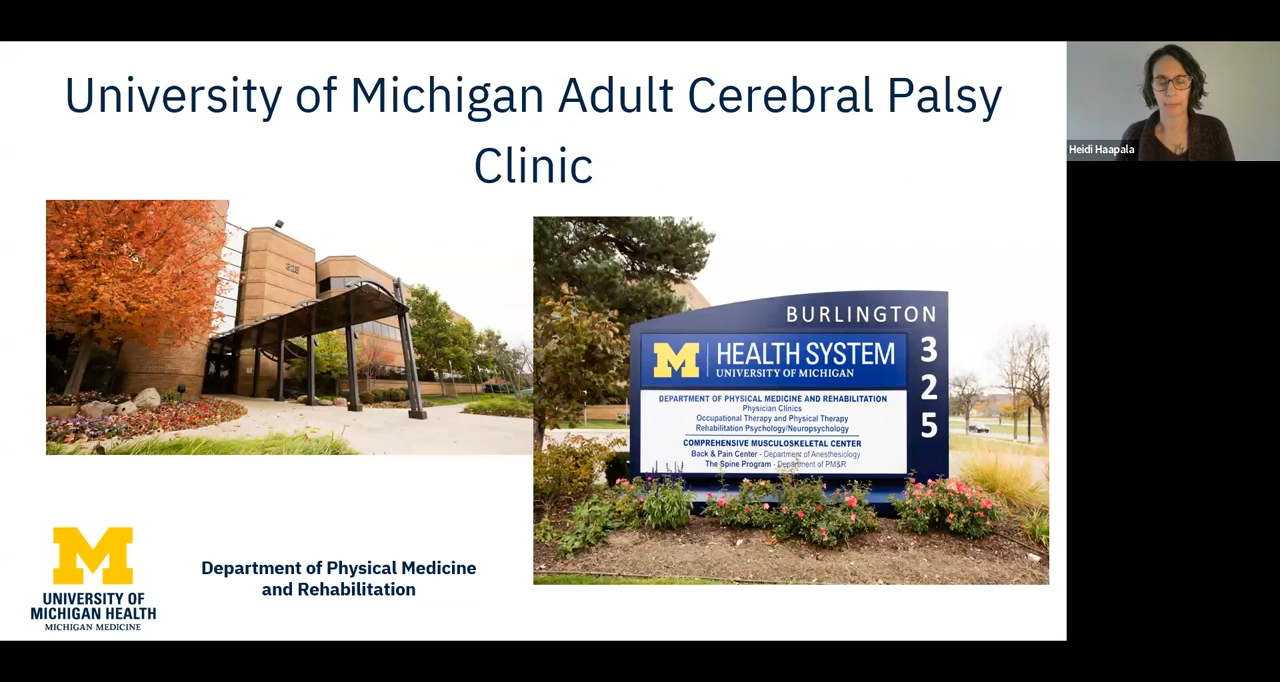 University of Michigan Adult Cerebral Palsy
Clinic
Heidi Haapala
325
BURLINGTON
325
M HEALTH SYSTEM
UNIVERSITY OF MICHIGAN
DEPARTMENT OF PHYSICAL MEDICINE AND REHABILITATION
Physician Clinics
Occupational Therapy and Physical Therapy
Rehabilitation Psychology/Neuropsychology
COMPREHENSIVE MUSCULOSKELETAL CENTER
Back & Pain Center - Department of Anesthesiology
The Spine Program - Department of PM&R
M
UNIVERSITY OF
MICHIGAN HEALTH
MICHIGAN MEDICINE
Department of Physical Medicine
and Rehabilitation